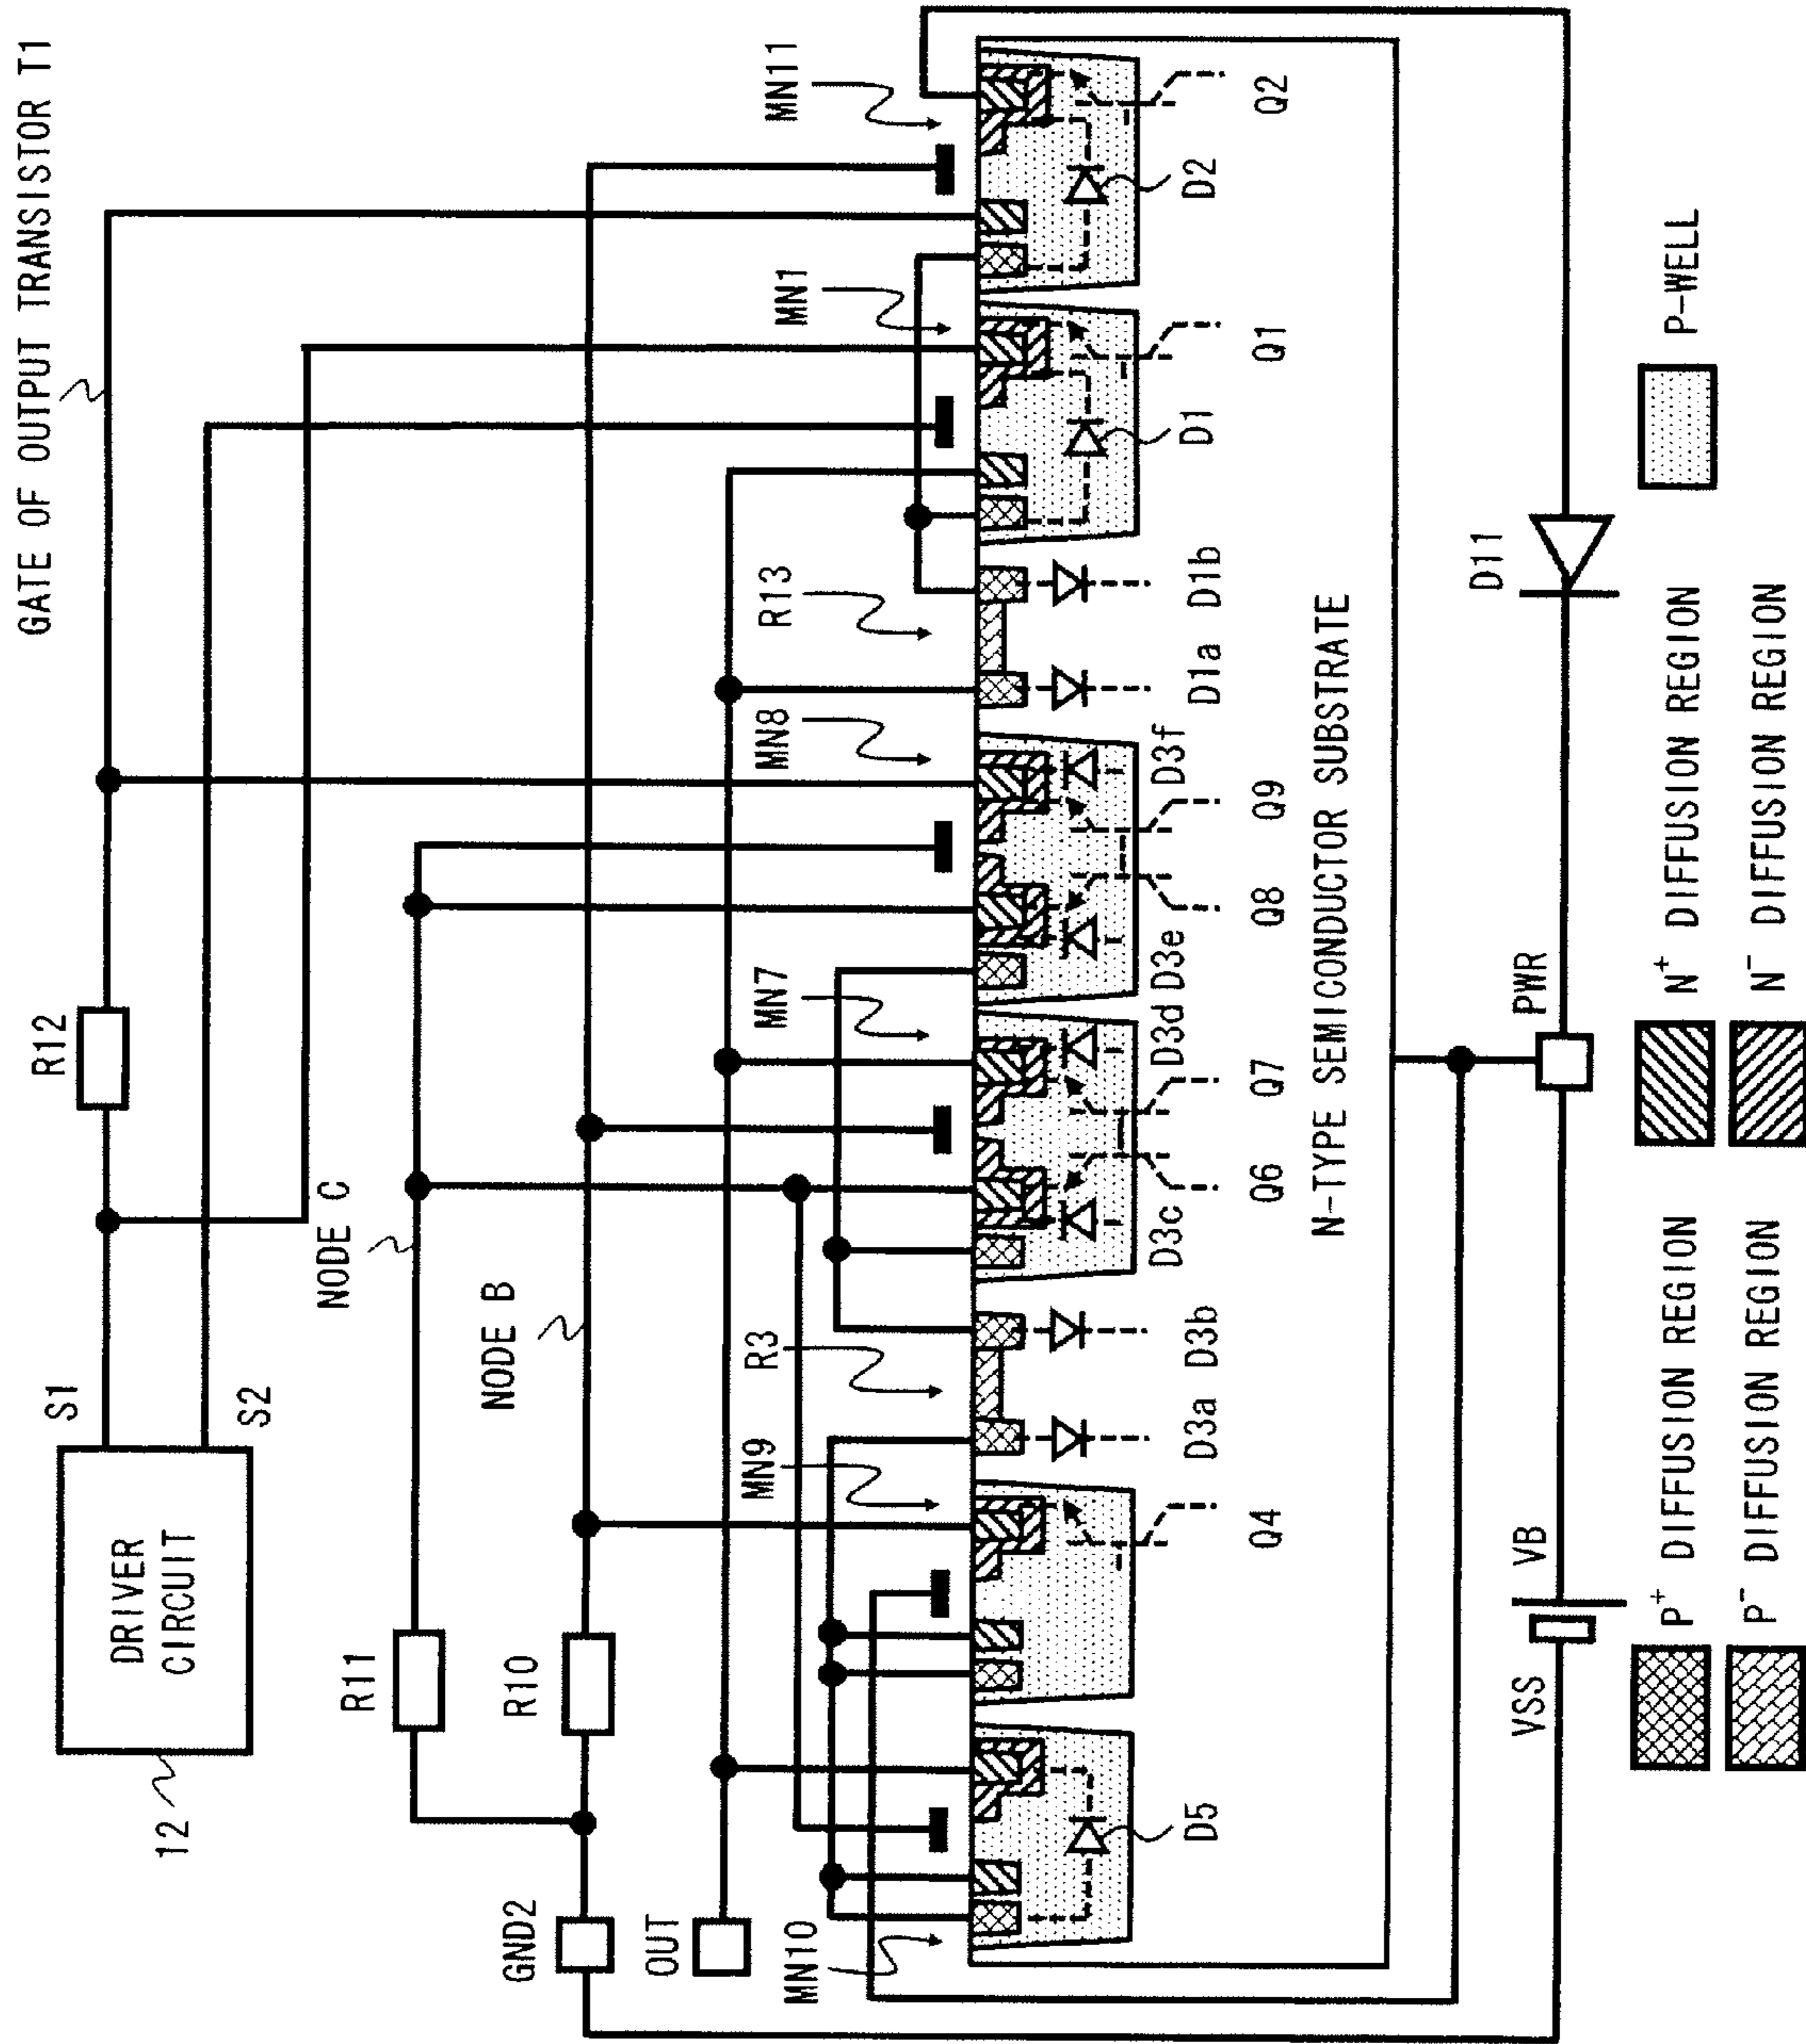 GATE OF OUTPUT TRANSISTOR T1
S1
S2
DRIVER
CIRCUIT
12
R12
NODE C
R11
NODE B
R10
GND2
OUT
MN10
MN9
R3
MN7
MN8
R13
MN1
MN11
D5
Q4
D3a
D3b
D3c
Q6
Q7
D3d
D3e
Q8
Q9
D3f
D1a
D1b
D1
Q1
D2
Q2
N-TYPE SEMICONDUCTOR SUBSTRATE
VSS
VB
PWR
D11
P+ DIFFUSION REGION
N+ DIFFUSION REGION
P-WELL
P- DIFFUSION REGION
N- DIFFUSION REGION